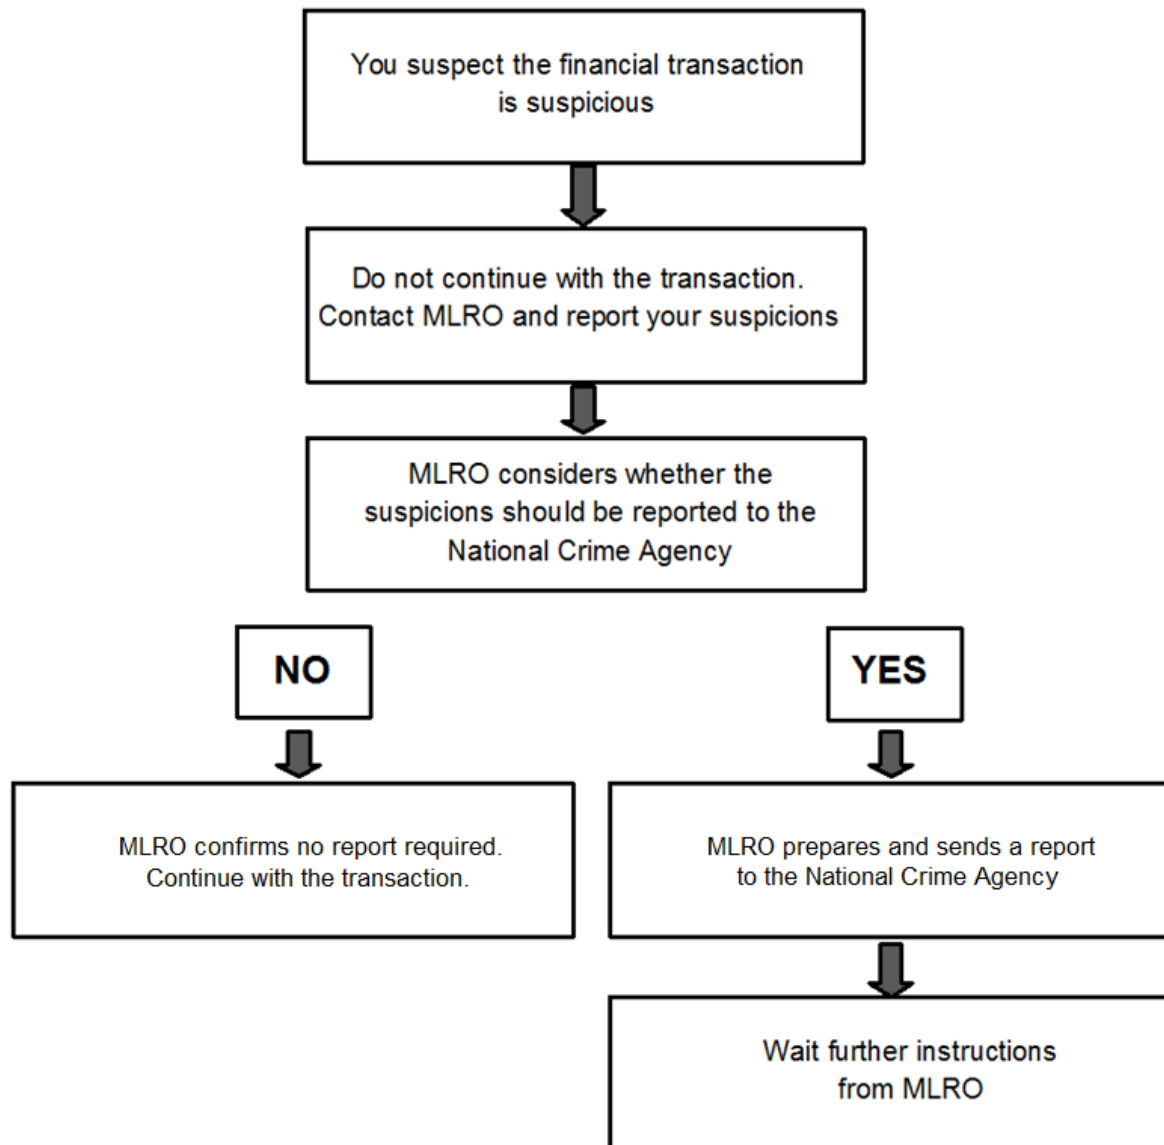 You suspect the financial transaction
is suspicious
Do not continue with the transaction.
Contact MLRO and report your suspicions
MLRO considers whether the
suspicions should be reported to the
National Crime Agency
NO
YES
MLRO confirms no report required.
Continue with the transaction.
MLRO prepares and sends a report
to the National Crime Agency
Wait further instructions
from MLRO